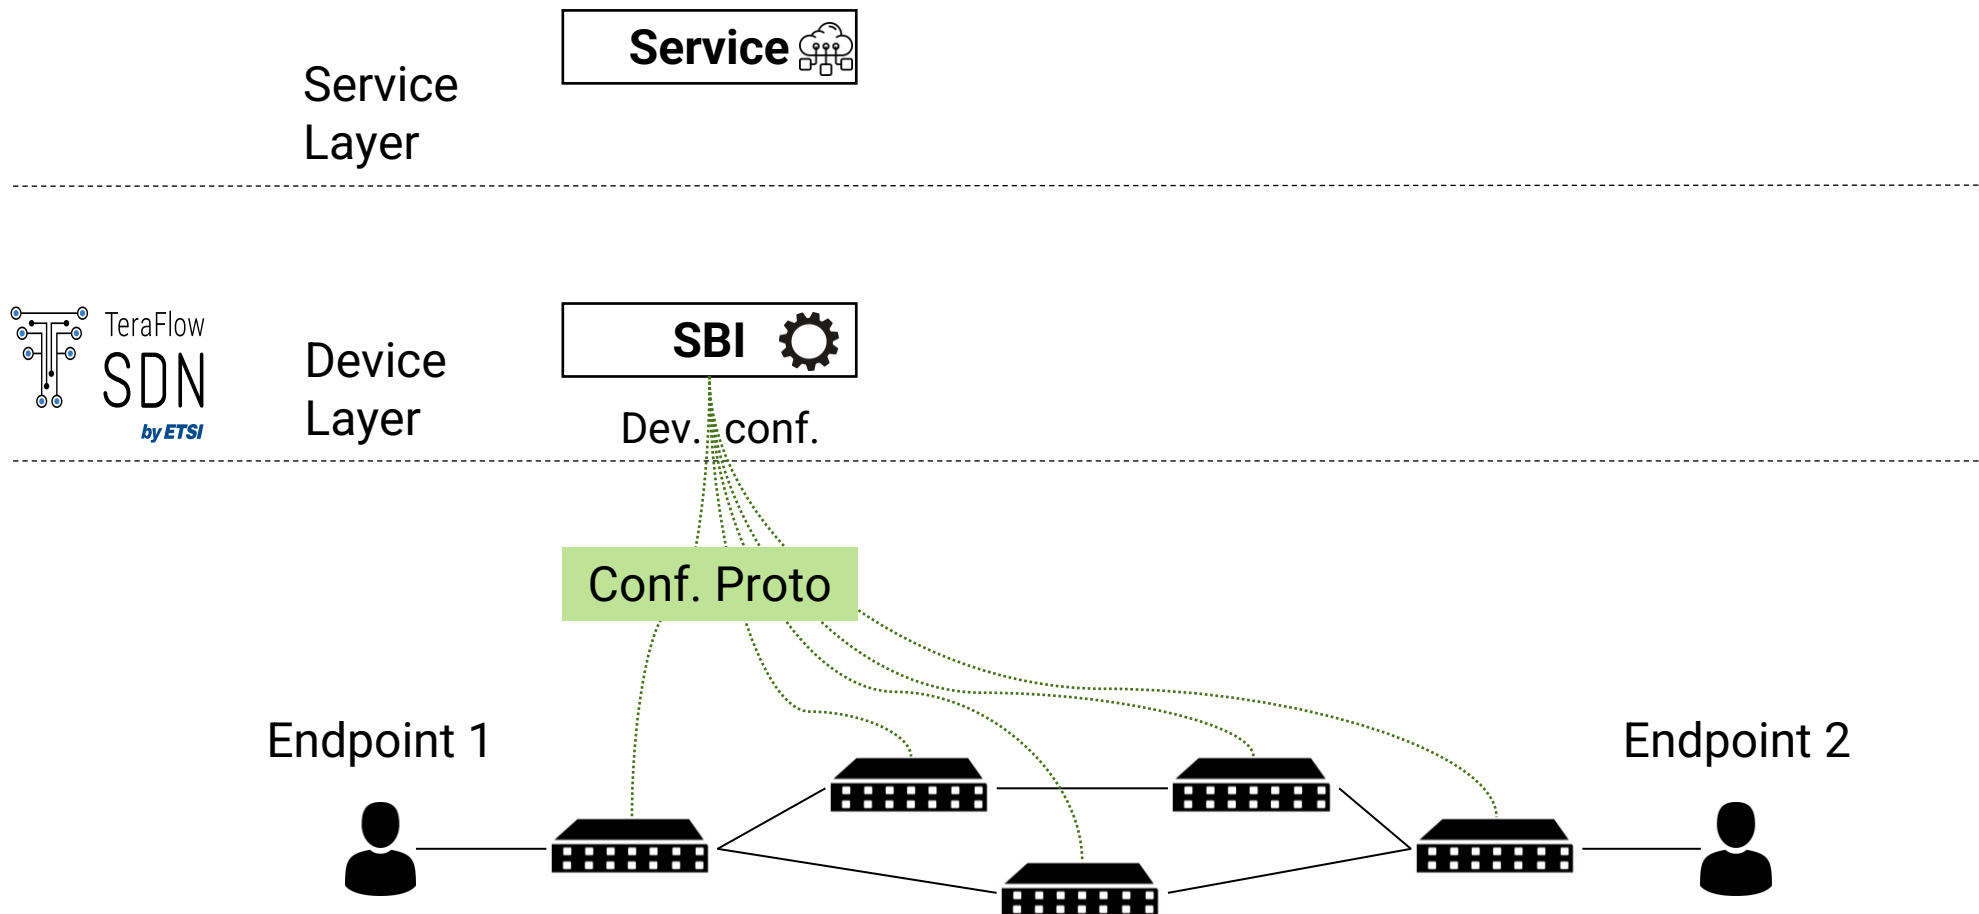 Service
Service
Layer
TeraFlow
SDN
by ETSI
Device
Layer
SBI
Dev. conf.
Conf. Proto
Endpoint 1
Endpoint 2